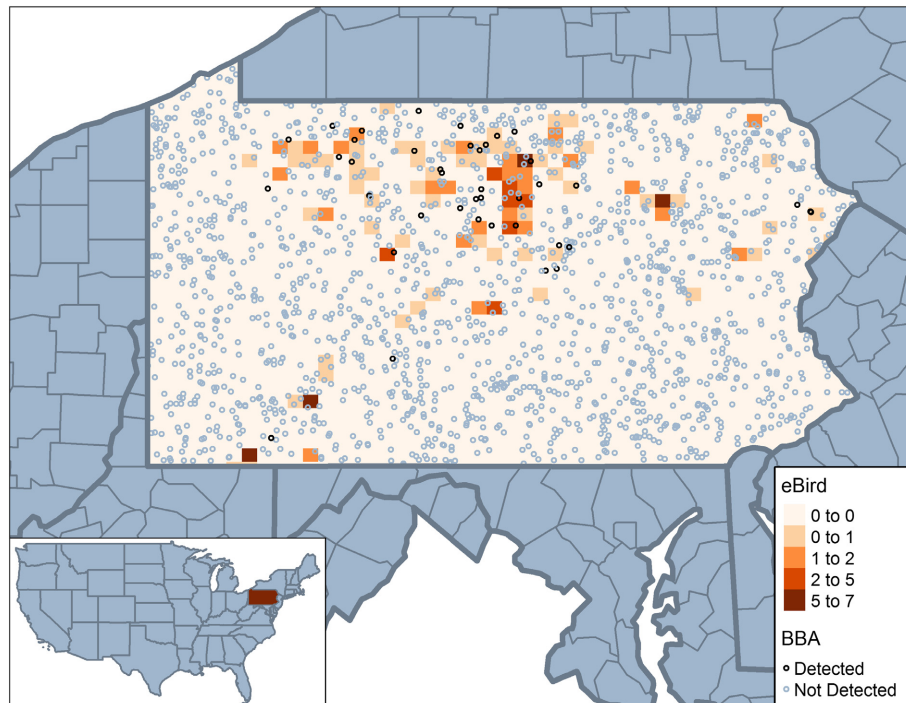 eBird
0 to 0
0 to 1
1 to 2
2 to 5
5 to 7
BBA
Detected
Not Detected